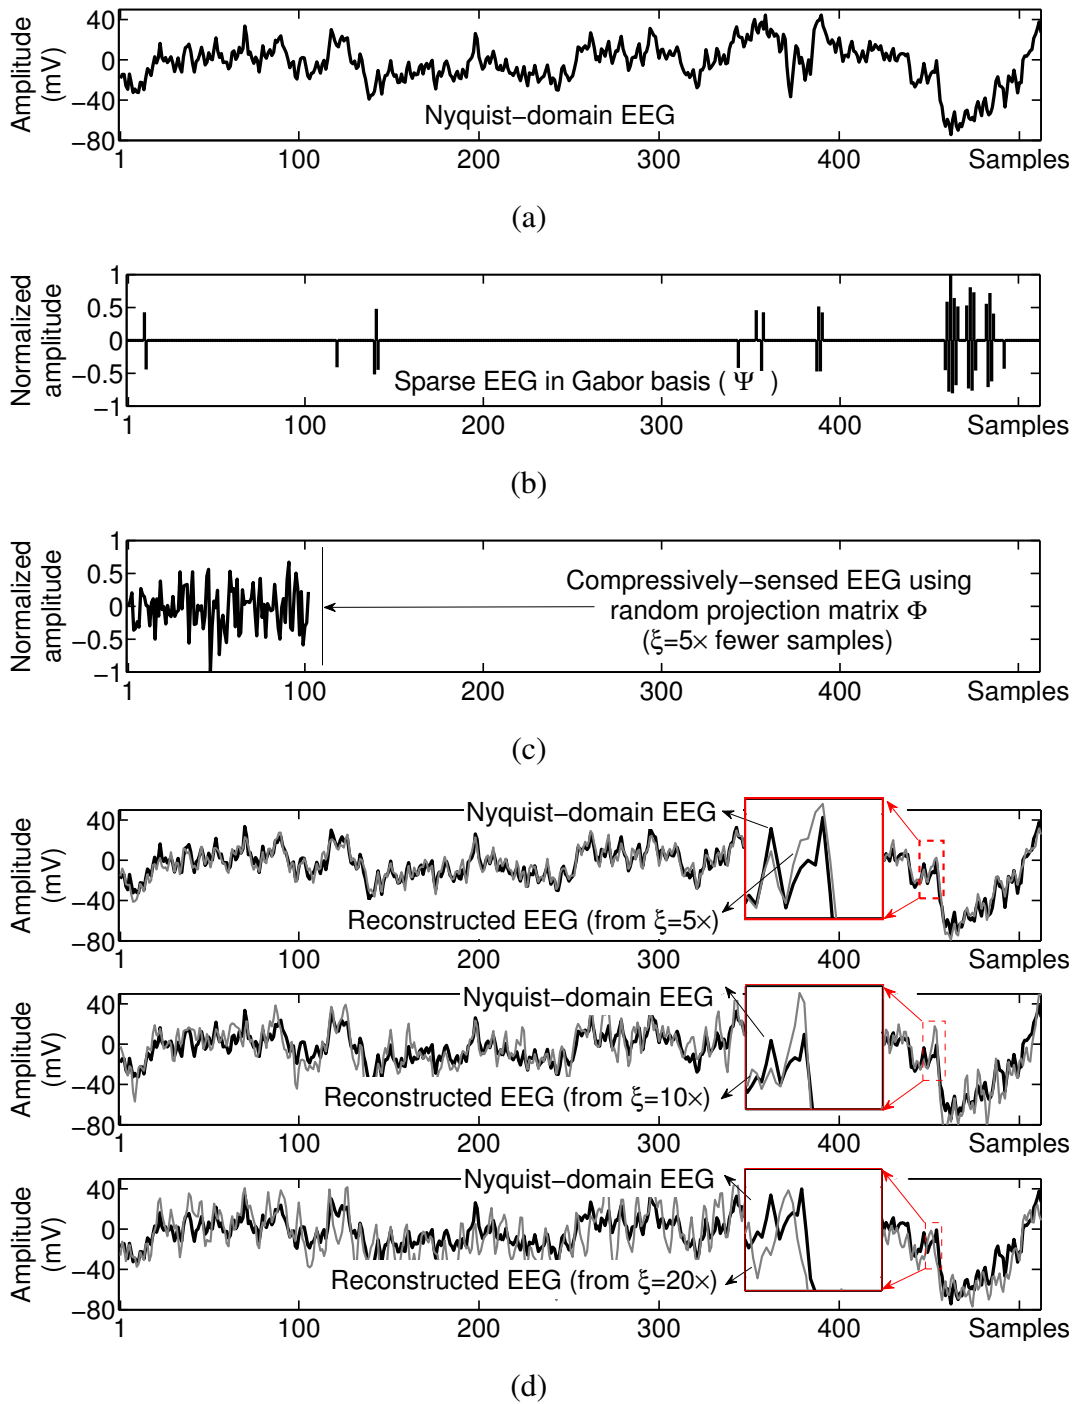 Amplitude
(mV)
40
0
−40
−80
Nyquist−domain EEG
1 100 200 300 400 Samples
(a)
Normalized
amplitude
1
0.5
0
−0.5
−1
Sparse EEG in Gabor basis ( Ψ )
1 100 200 300 400 Samples
(b)
Normalized
amplitude
1
0.5
0
−0.5
−1
Compressively−sensed EEG using
random projection matrix Φ
(ξ=5× fewer samples)
1 100 200 300 400 Samples
(c)
Amplitude
(mV)
40
0
−40
−80
Nyquist−domain EEG
Reconstructed EEG (from ξ=5×)
1 100 200 300 400 Samples
Amplitude
(mV)
40
0
−40
−80
Nyquist−domain EEG
Reconstructed EEG (from ξ=10×)
1 100 200 300 400 Samples
Amplitude
(mV)
40
0
−40
−80
Nyquist−domain EEG
Reconstructed EEG (from ξ=20×)
1 100 200 300 400 Samples
(d)